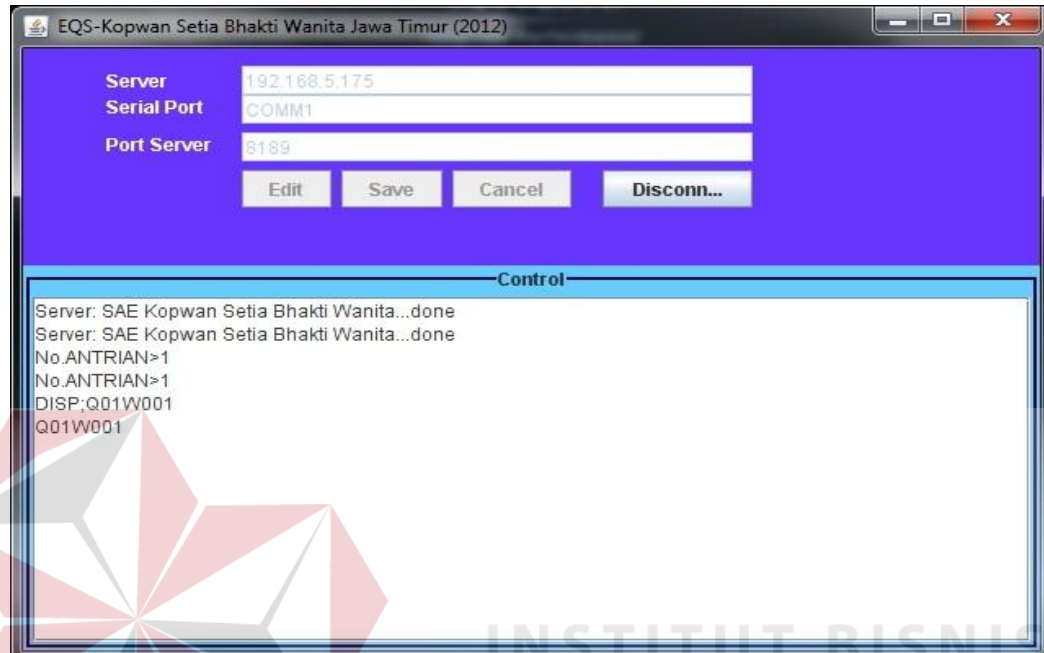 EQS-Kopwan Setia Bhakti Wanita Jawa Timur (2012)
Server 192.168.5.175
Serial Port COMM1
Port Server 8189
Edit Save Cancel Disconn...
Control
Server: SAE Kopwan Setia Bhakti Wanita...done
Server: SAE Kopwan Setia Bhakti Wanita...done
No.ANTRIAN>1
No.ANTRIAN>1
DISP;Q01W001
Q01W001
INSTITUT BISNIS